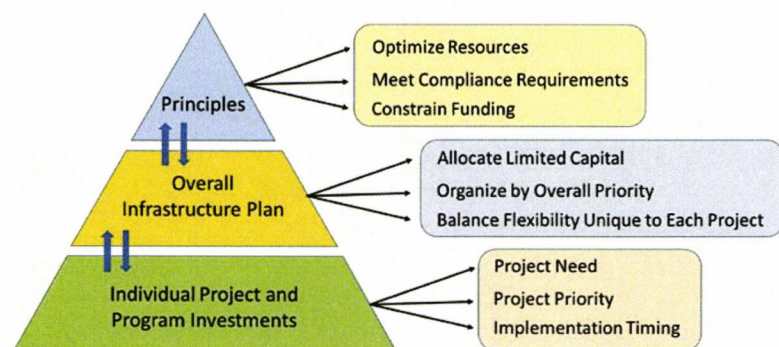 Principles
Optimize Resources
Meet Compliance Requirements
Constrain Funding
Overall
Infrastructure Plan
Allocate Limited Capital
Organize by Overall Priority
Balance Flexibility Unique to Each Project
Individual Project and
Program Investments
Project Need
Project Priority
Implementation Timing